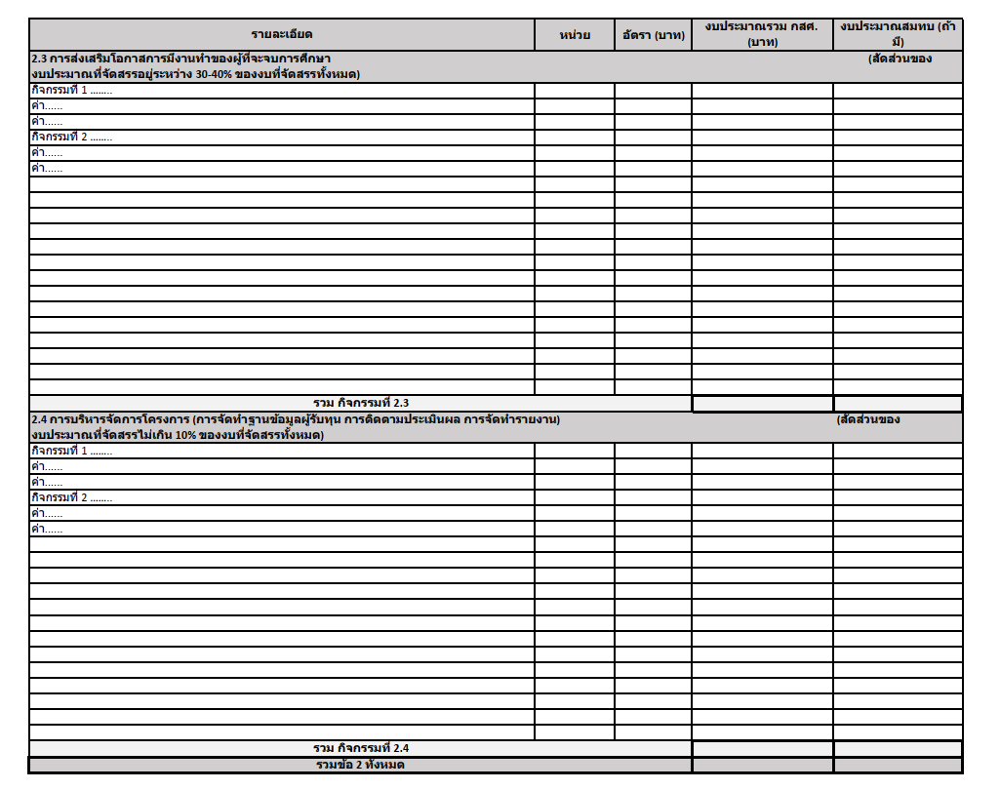 รายละเอียด หน่วย อัตรา (บาท) งบประมาณรวม กสศ. (บาท) งบประมาณสมทบ (ถ้ามี)
2.3 การส่งเสริมโอกาสการมีงานทำของผู้ที่จะจบการศึกษา (สัดส่วนของ
งบประมาณที่จัดสรรอยู่ระหว่าง 30-40% ของงบที่จัดสรรทั้งหมด)
กิจกรรมที่ 1 ........
ค่า......
ค่า......
กิจกรรมที่ 2 ........
ค่า......
ค่า......
รวม กิจกรรมที่ 2.3
2.4 การบริหารจัดการโครงการ (การจัดทำฐานข้อมูลผู้รับทุน การติดตามประเมินผล การจัดทำรายงาน) (สัดส่วนของ
งบประมาณที่จัดสรรไม่เกิน 10% ของงบที่จัดสรรทั้งหมด)
กิจกรรมที่ 1 ........
ค่า......
ค่า......
กิจกรรมที่ 2 ........
ค่า......
ค่า......
รวม กิจกรรมที่ 2.4
รวมข้อ 2 ทั้งหมด